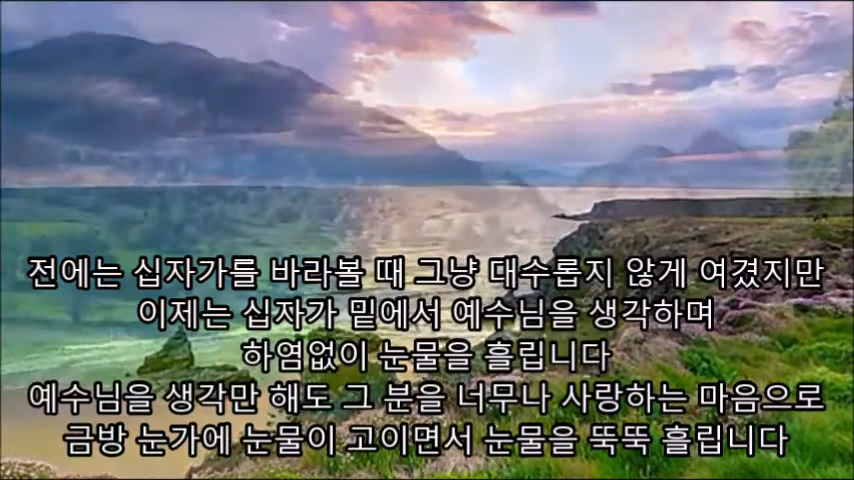 전에는 십자가를 바라볼 때 그냥 대수롭지 않게 여겼지만
이제는 십자가 밑에서 예수님을 생각하며
하염없이 눈물을 흘립니다
예수님을 생각만 해도 그 분을 너무나 사랑하는 마음으로
금방 눈가에 눈물이 고이면서 눈물을 뚝뚝 흘립니다